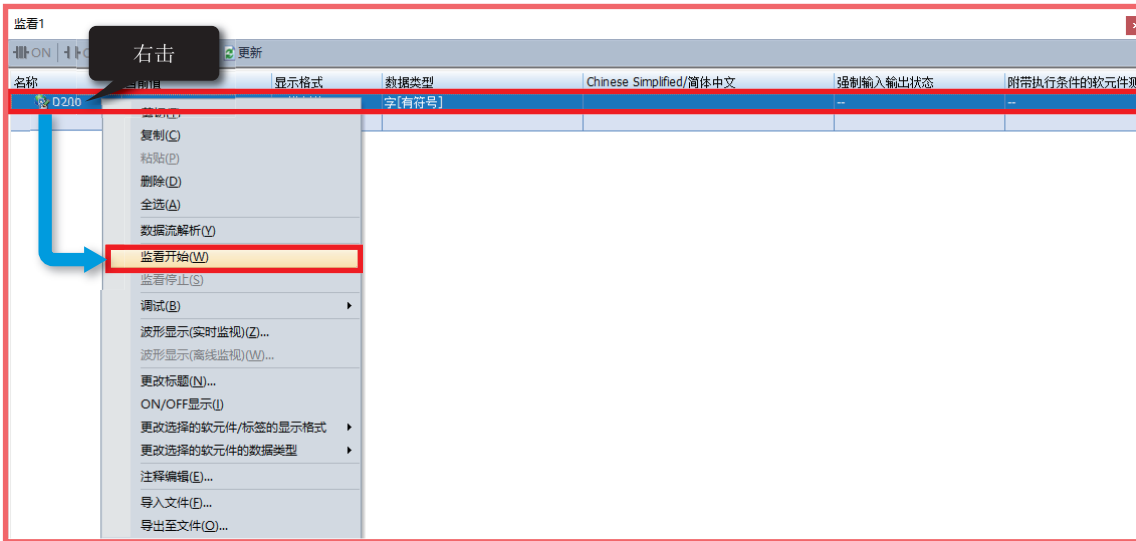 监看1
ON
右击
更新
名称
显示格式
数据类型
Chinese Simplified/简体中文
强制输入输出状态
附带执行条件的软元件
D200
字[有符号]
--
--
复制(C)
粘贴(P)
删除(D)
全选(A)
数据流解析(Y)
监看开始(W)
监看停止(S)
调试(B)
波形显示(实时监视)(Z)...
波形显示(离线监视)(W)...
更改标题(N)...
ON/OFF显示(I)
更改选择的软元件/标签的显示格式
更改选择的软元件的数据类型
注释编辑(E)...
导入文件(F)...
导出至文件(O)...